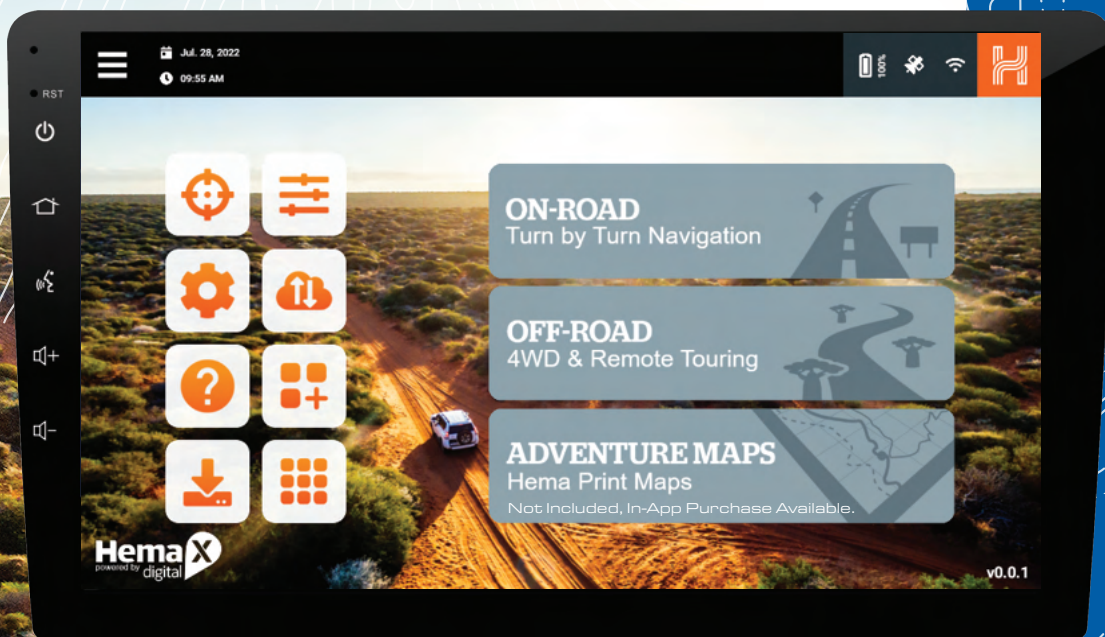 Jul. 28, 2022
09:55 AM
100%
RST
ON-ROAD
Turn by Turn Navigation
OFF-ROAD
4WD & Remote Touring
ADVENTURE MAPS
Hema Print Maps
Not Included, In-App Purchase Available.
Hema X
powered by digital
v0.0.1